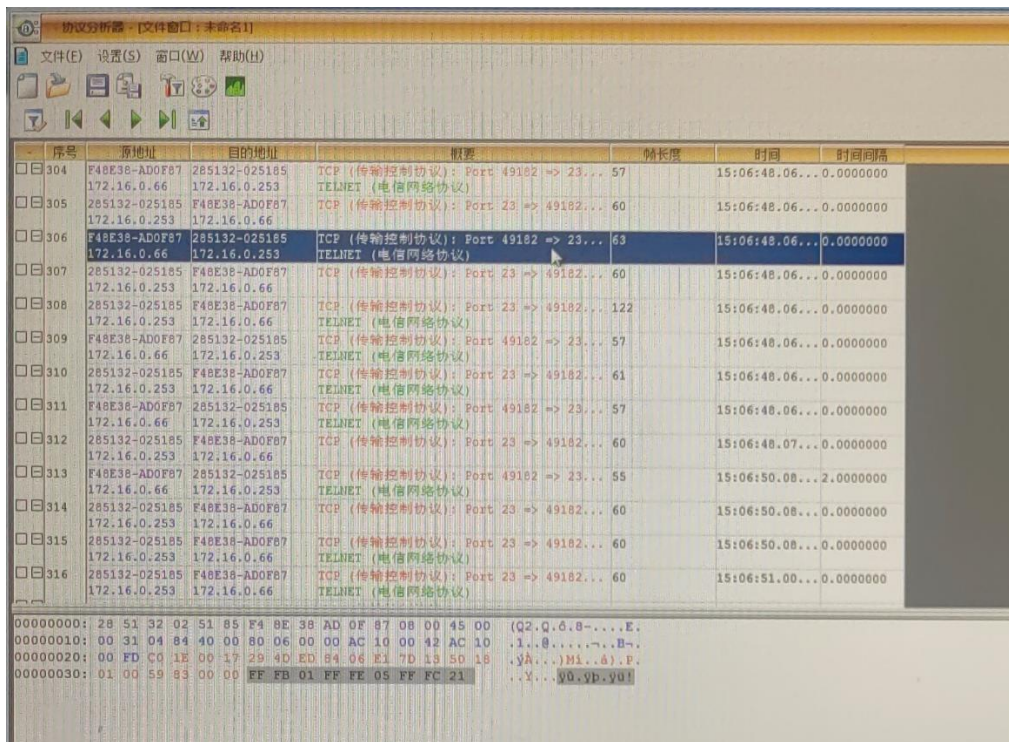 协议分析器 - [文件窗口 : 未命名1]
文件(F) 设置(S) 窗口(W) 帮助(H)
- 序号 源地址 目的地址 概要 帧长度 时间 时间间隔
304 F48E38-AD0F87 285132-025185 TCP (传输控制协议): Port 49182 => 23... 57 15:06:48.06...0.0000000
172.16.0.66 172.16.0.253 TELNET (电信网络协议)
305 285132-025185 F48E38-AD0F87 TCP (传输控制协议): Port 23 => 49182... 60 15:06:48.06...0.0000000
172.16.0.253 172.16.0.66
306 F48E38-AD0F87 285132-025185 TCP (传输控制协议): Port 49182 => 23... 63 15:06:48.06...0.0000000
172.16.0.66 172.16.0.253 TELNET (电信网络协议)
307 285132-025185 F48E38-AD0F87 TCP (传输控制协议): Port 23 => 49182... 60 15:06:48.06...0.0000000
172.16.0.253 172.16.0.66
308 285132-025185 F48E38-AD0F87 TCP (传输控制协议): Port 23 => 49182... 122 15:06:48.06...0.0000000
172.16.0.253 172.16.0.66 TELNET (电信网络协议)
309 F48E38-AD0F87 285132-025185 TCP (传输控制协议): Port 49182 => 23... 57 15:06:48.06...0.0000000
172.16.0.66 172.16.0.253 TELNET (电信网络协议)
310 285132-025185 F48E38-AD0F87 TCP (传输控制协议): Port 23 => 49182... 61 15:06:48.06...0.0000000
172.16.0.253 172.16.0.66 TELNET (电信网络协议)
311 F48E38-AD0F87 285132-025185 TCP (传输控制协议): Port 49182 => 23... 57 15:06:48.06...0.0000000
172.16.0.66 172.16.0.253 TELNET (电信网络协议)
312 285132-025185 F48E38-AD0F87 TCP (传输控制协议): Port 23 => 49182... 60 15:06:48.07...0.0000000
172.16.0.253 172.16.0.66
313 F48E38-AD0F87 285132-025185 TCP (传输控制协议): Port 49182 => 23... 55 15:06:50.08...2.0000000
172.16.0.66 172.16.0.253 TELNET (电信网络协议)
314 285132-025185 F48E38-AD0F87 TCP (传输控制协议): Port 23 => 49182... 60 15:06:50.08...0.0000000
172.16.0.253 172.16.0.66
315 285132-025185 F48E38-AD0F87 TCP (传输控制协议): Port 23 => 49182... 60 15:06:50.08...0.0000000
172.16.0.253 172.16.0.66 TELNET (电信网络协议)
316 285132-025185 F48E38-AD0F87 TCP (传输控制协议): Port 23 => 49182... 60 15:06:51.00...0.0000000
172.16.0.253 172.16.0.66 TELNET (电信网络协议)
00000000: 28 51 32 02 51 85 F4 8E 38 AD 0F 87 08 00 45 00 (Q2.Q.ô.8-....E.
00000010: 00 31 04 84 40 00 80 06 00 00 AC 10 00 42 AC 10 .1..@.....¬..B¬.
00000020: 00 FD C0 1E 00 17 29 4D ED 84 06 E1 7D 13 50 18 .ýÀ...)Mí..á}.P.
00000030: 01 00 59 83 00 00 FF FB 01 FF FE 05 FF FC 21 ..Y...ÿû.ÿþ.ÿü!